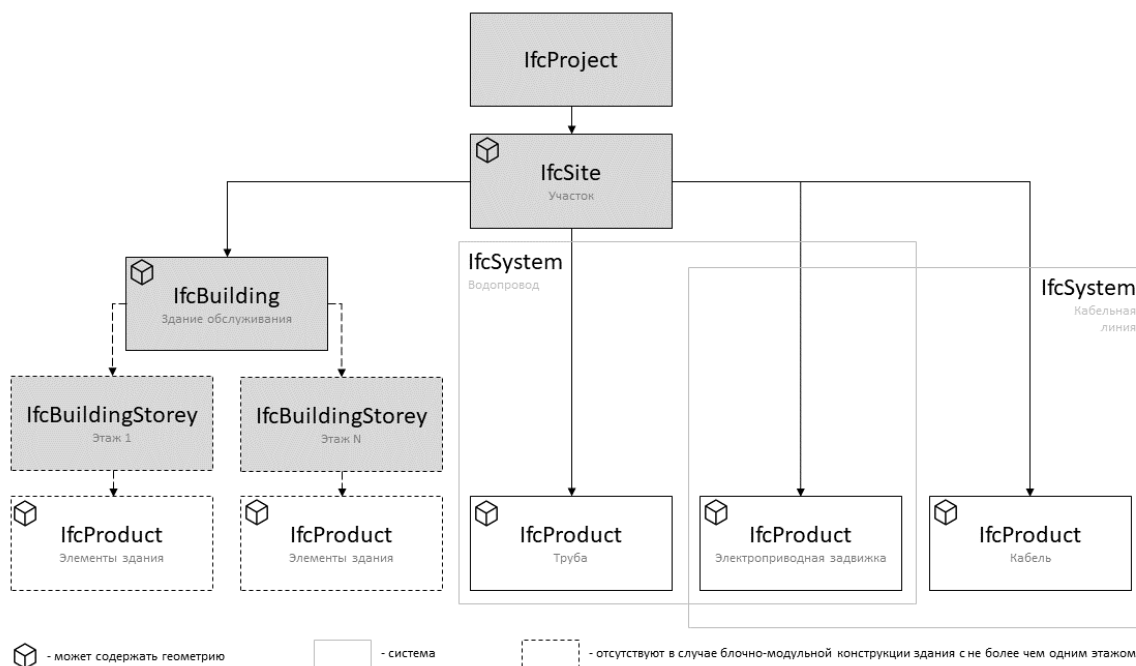 IfcProject
IfcSite
Участок
IfcBuilding
Здание обслуживания
IfcSystem
Водопровод
IfcSystem
Кабельная
линия
IfcBuildingStorey
Этаж 1
IfcBuildingStorey
Этаж N
IfcProduct
Элементы здания
IfcProduct
Элементы здания
IfcProduct
Труба
IfcProduct
Электроприводная задвижка
IfcProduct
Кабель
- может содержать геометрию
- система
- отсутствуют в случае блочно-модульной конструкции здания с не более чем одним этажом